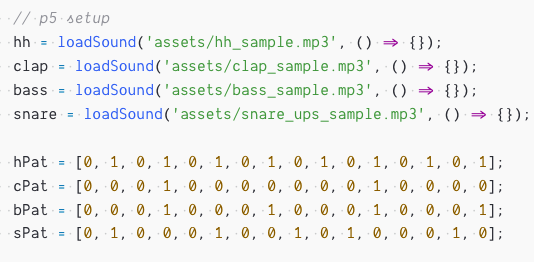 // p5 setup
hh = loadSound('assets/hh_sample.mp3', () => {});
clap = loadSound('assets/clap_sample.mp3', () => {});
bass = loadSound('assets/bass_sample.mp3', () => {});
snare = loadSound('assets/snare_ups_sample.mp3', () => {});

hPat = [0, 1, 0, 1, 0, 1, 0, 1, 0, 1, 0, 1, 0, 1, 0, 1];
cPat = [0, 0, 0, 1, 0, 0, 0, 0, 0, 0, 0, 1, 0, 0, 0, 0];
bPat = [0, 0, 0, 1, 0, 0, 0, 1, 0, 0, 0, 1, 0, 0, 0, 1];
sPat = [0, 1, 0, 0, 0, 1, 0, 0, 1, 0, 1, 0, 0, 0, 1, 0];